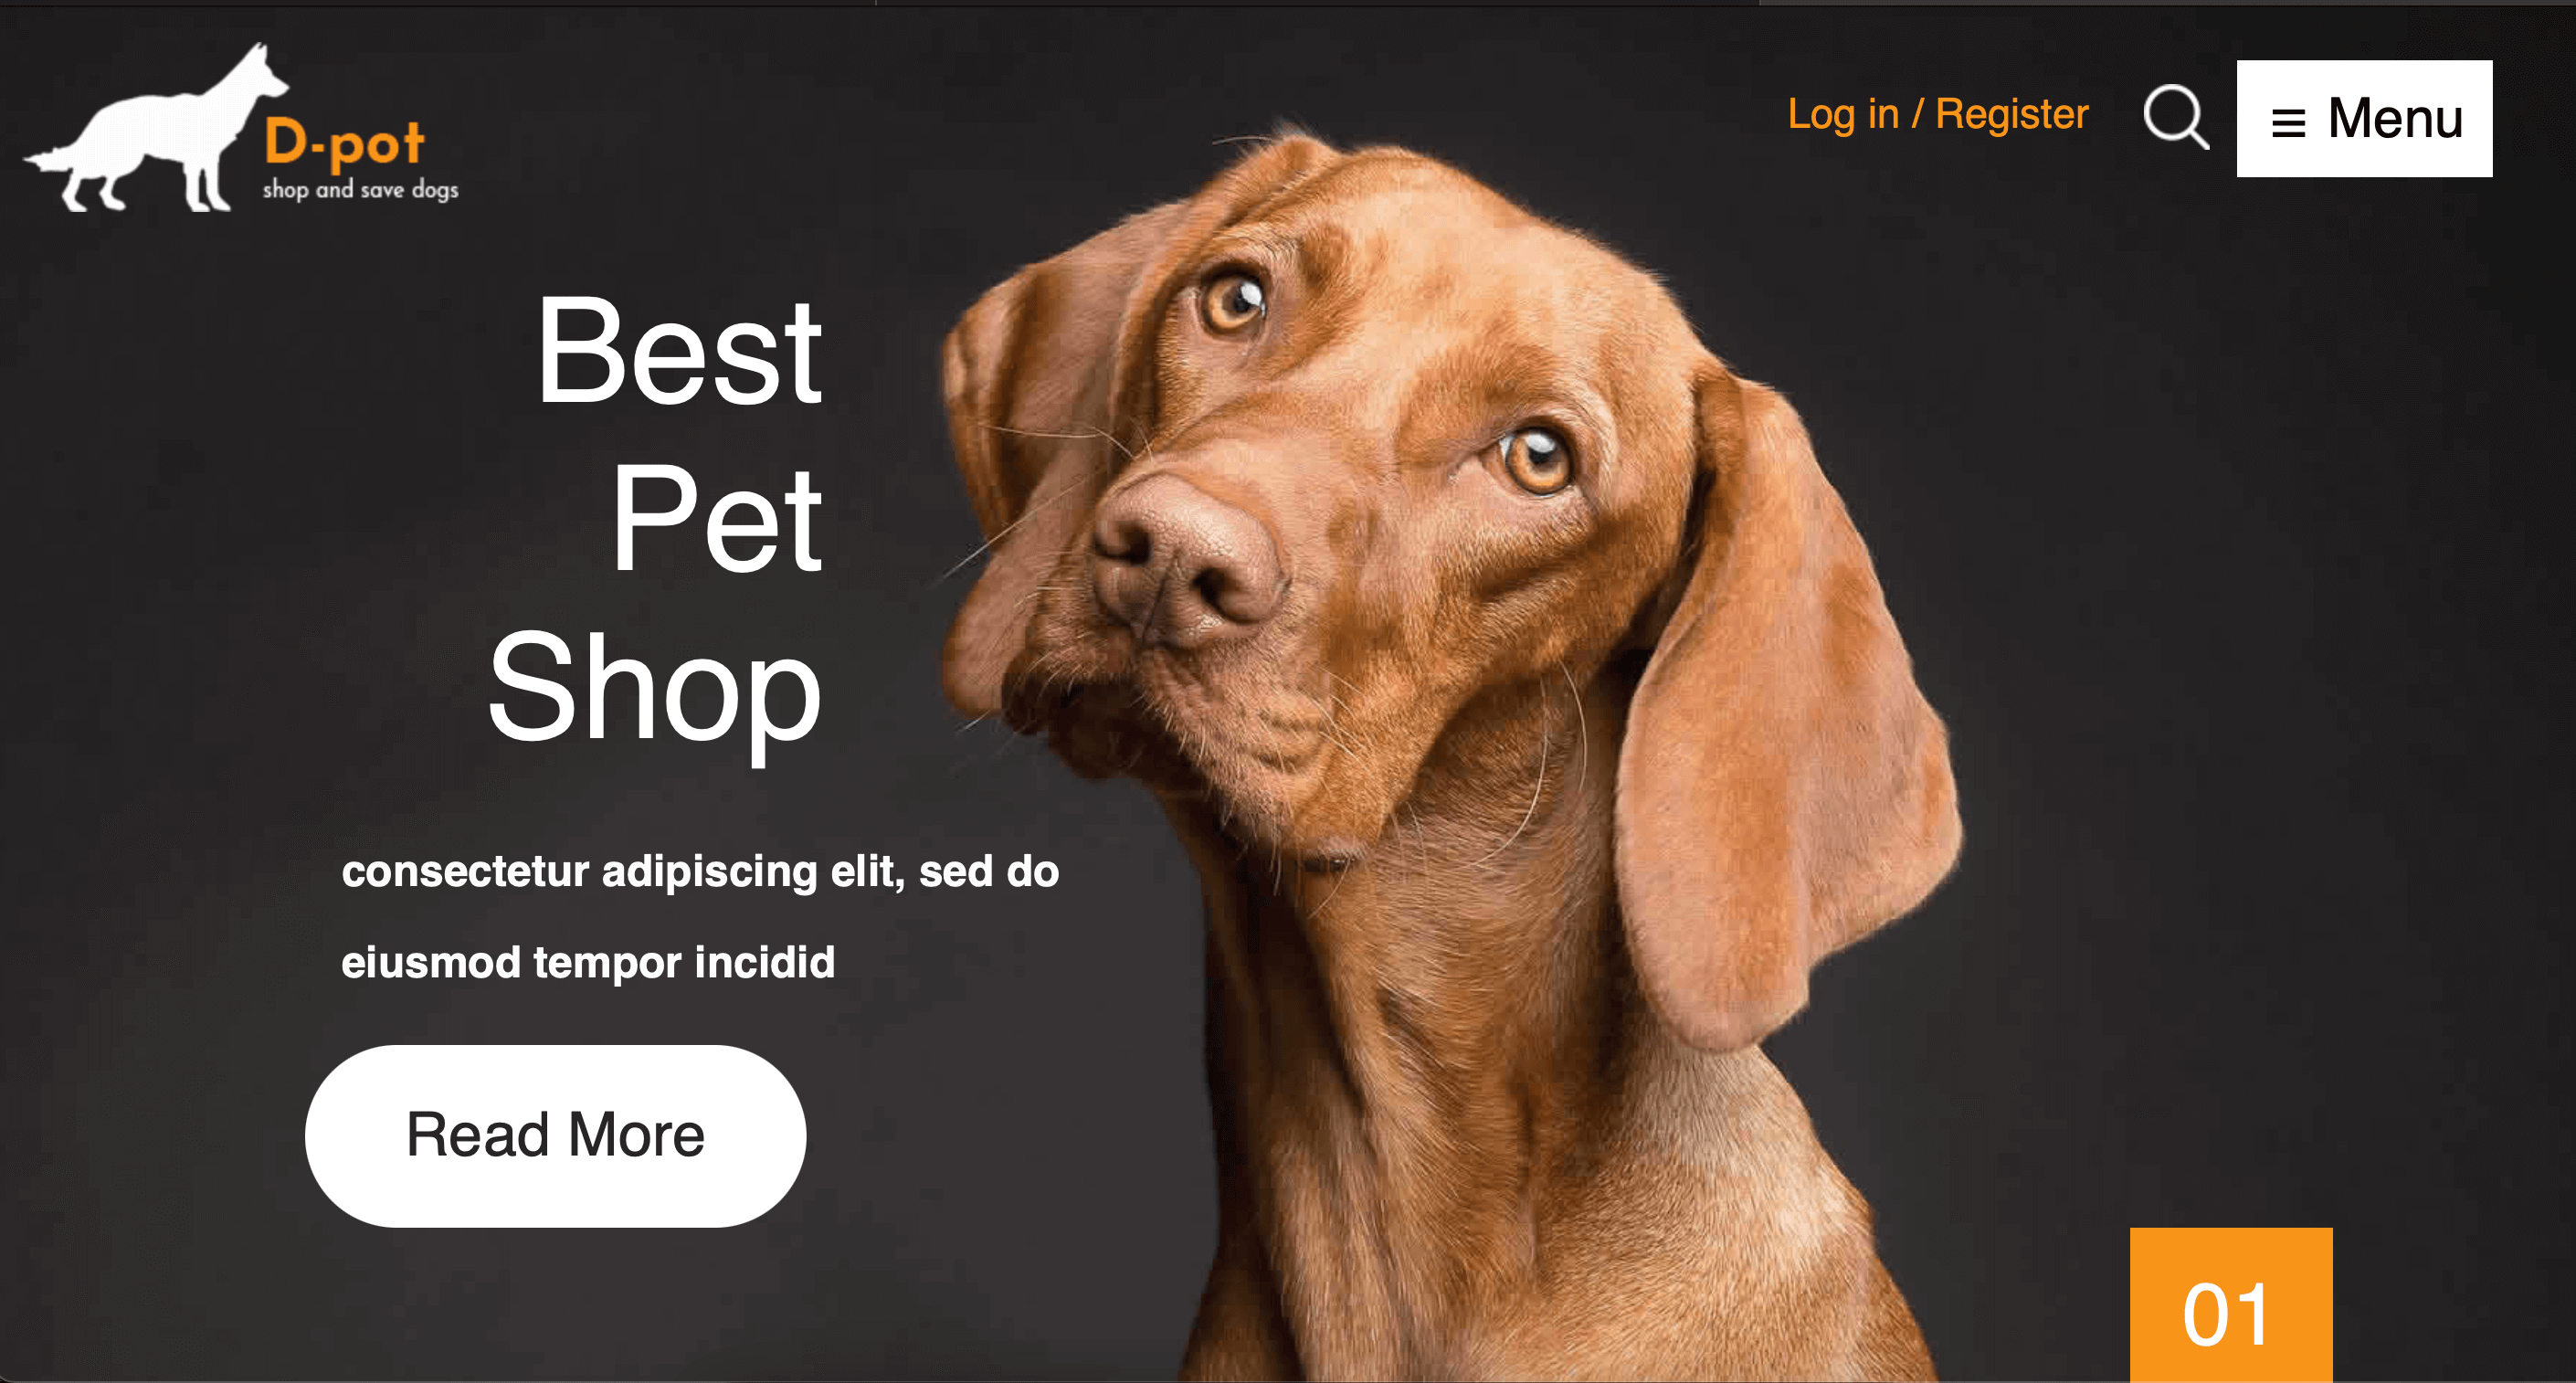 D-pot
shop and save dogs
Log in / Register
≡ Menu
Best
Pet
Shop
consectetur adipiscing elit, sed do
eiusmod tempor incidid
Read More
01